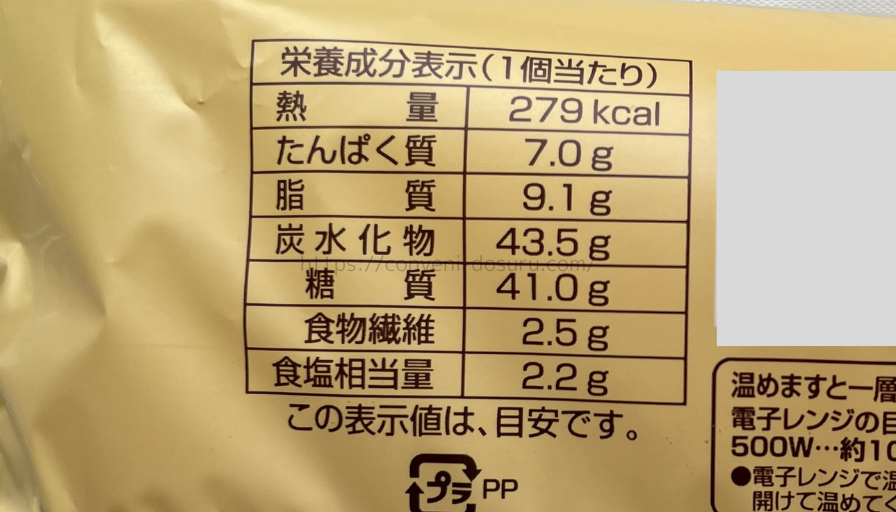 栄養成分表示(1個当たり)
熱量 279 kcal
たんぱく質 7.0 g
脂質 9.1 g
炭水化物 43.5 g
糖質 41.0 g
食物繊維 2.5 g
食塩相当量 2.2 g
この表示値は、目安です。
プラ PP
https://conveni-dosuru.com/
温めますと一層
電子レンジの目
500W…約10
●電子レンジで温
開けて温めてく